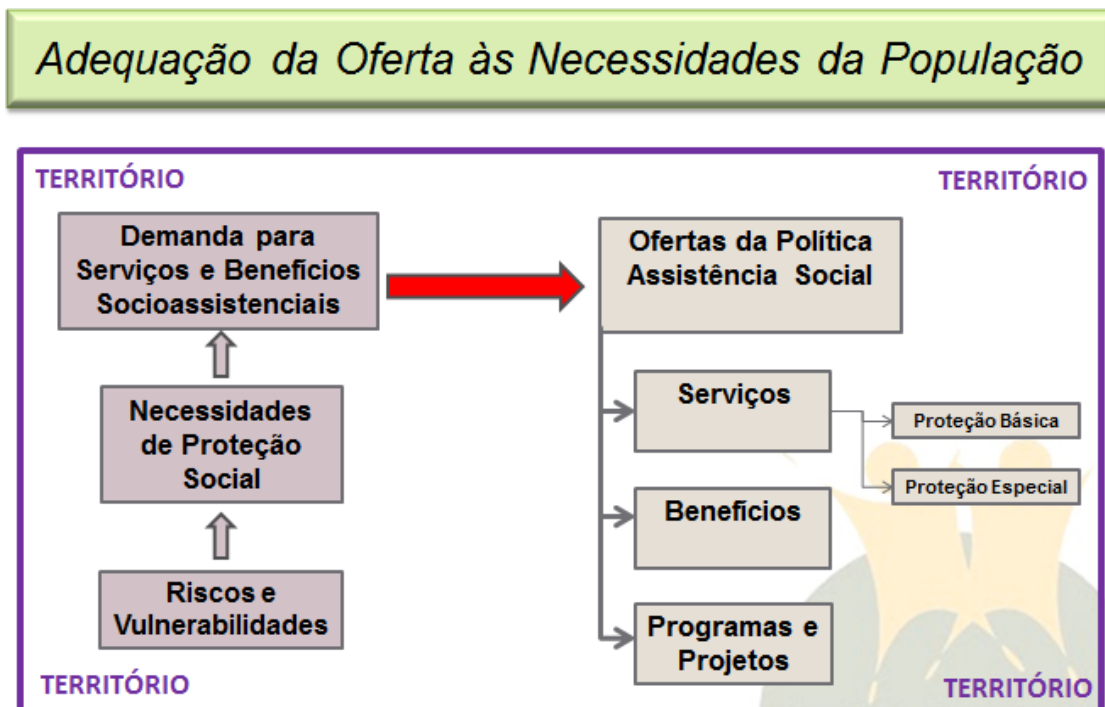 Adequação da Oferta às Necessidades da População
TERRITÓRIO
TERRITÓRIO
Demanda para
Serviços e Benefícios
Socioassistenciais
Necessidades
de Proteção
Social
Riscos e
Vulnerabilidades
Ofertas da Política
Assistência Social
Serviços
Proteção Básica
Proteção Especial
Benefícios
Programas e
Projetos
TERRITÓRIO
TERRITÓRIO